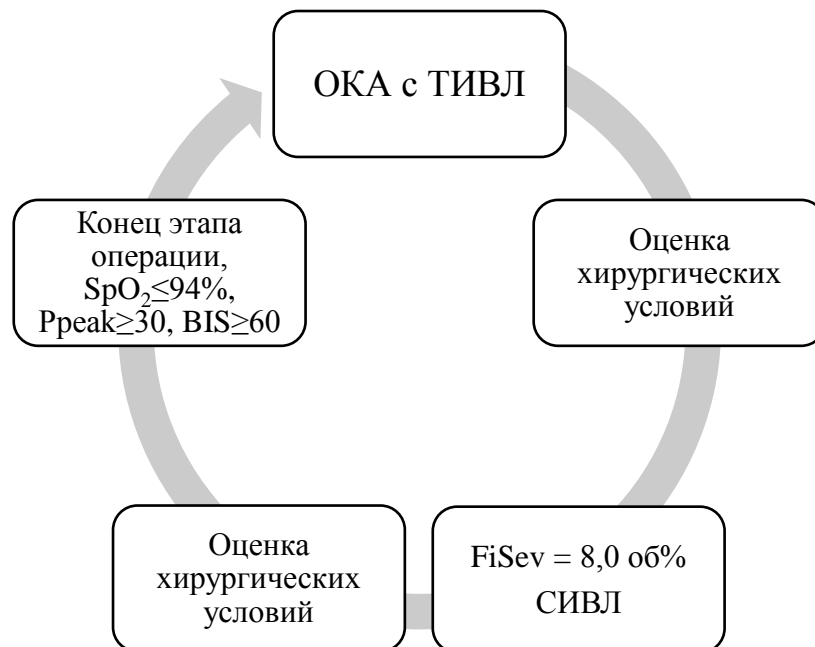 ОКА с ТИВЛ
Оценка
хирургических
условий
FiSev = 8,0 об%
СИВЛ
Оценка
хирургических
условий
Конец этапа
операции,
SpO₂≤94%,
Ppeak≥30, BIS≥60